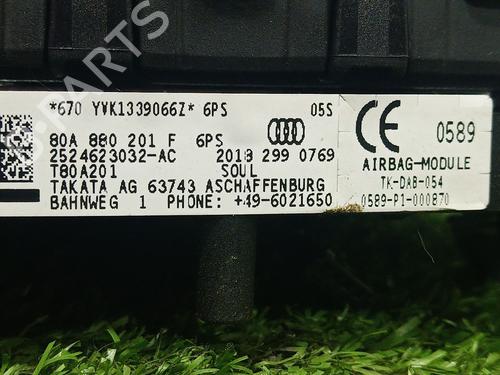 *670 YVK1339066Z* 6PS 05S
80A 880 201 F 6PS
2524623032-AC 2018 299 0769
T80A201 SOUL
TAKATA AG 63743 ASCHAFFENBURG
BAHNWEG 1 PHONE: +49-6021650
CE 0589
AIRBAG-MODULE
TK-DAB-054
0589-P1-000870